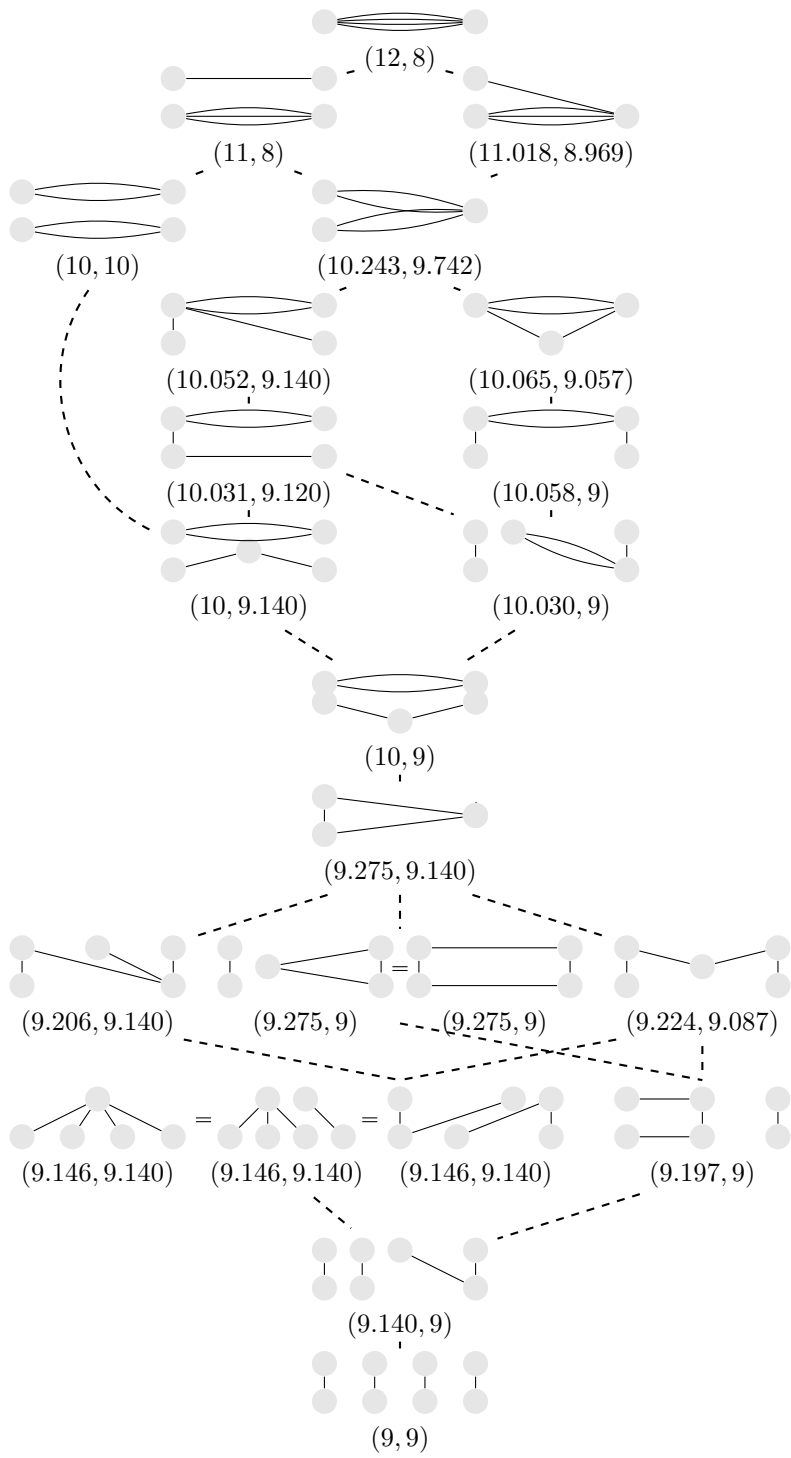 (12, 8)
(11, 8) (11.018, 8.969)
(10, 10) (10.243, 9.742)
(10.052, 9.140) (10.065, 9.057)
(10.031, 9.120) (10.058, 9)
(10, 9.140) (10.030, 9)
(10, 9)
(9.275, 9.140)
=
(9.206, 9.140) (9.275, 9) (9.275, 9) (9.224, 9.087)
= =
(9.146, 9.140) (9.146, 9.140) (9.146, 9.140) (9.197, 9)
(9.140, 9)
(9, 9)